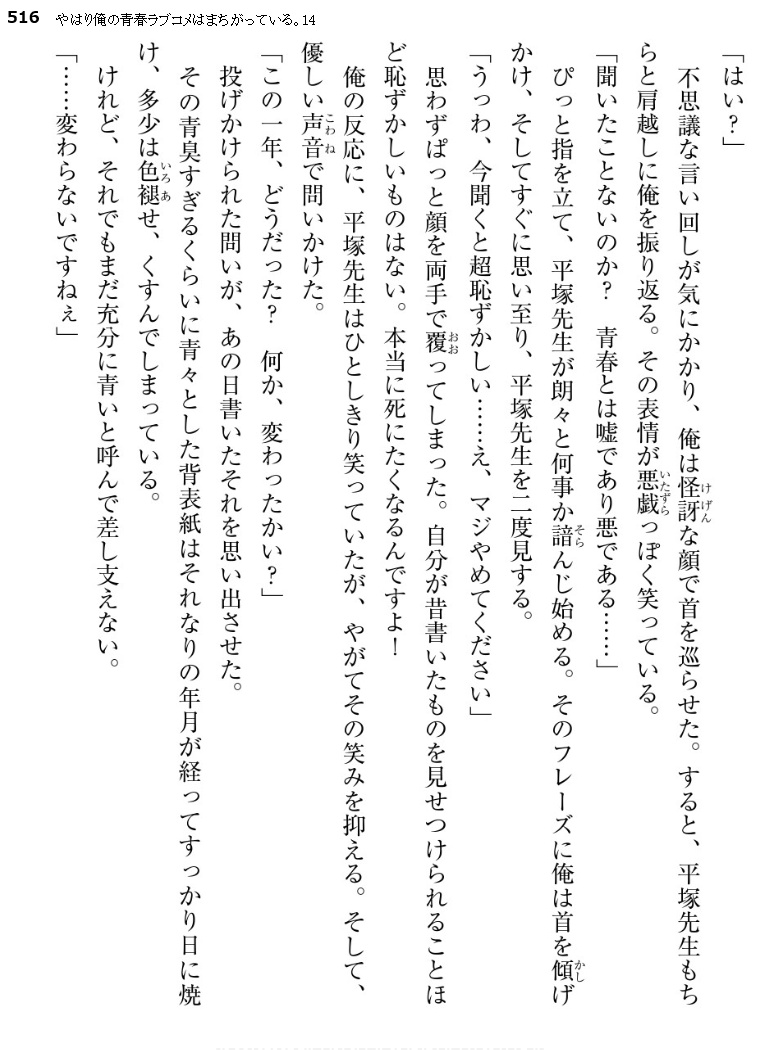 516 やはり俺の青春ラブコメはまちがっている。14
「はい？」
　不思議な言い回しが気にかかり、俺は怪訝な顔で首を巡らせた。すると、平塚先生もち
らと肩越しに俺を振り返る。その表情が悪戯っぽく笑っている。
「聞いたことないのか？　青春とは嘘であり悪である……」
　ぴっと指を立て、平塚先生が朗々と何事か諳んじ始める。そのフレーズに俺は首を傾げ
かけ、そしてすぐに思い至り、平塚先生を二度見する。
「うっわ、今聞くと超恥ずかしい……え、マジやめてください」
　思わずぱっと顔を両手で覆ってしまった。自分が昔書いたものを見せつけられることほ
ど恥ずかしいものはない。本当に死にたくなるんですよ！
　俺の反応に、平塚先生はひとしきり笑っていたが、やがてその笑みを抑える。そして、
優しい声音で問いかけた。
「この一年、どうだった？　何か、変わったかい？」
　投げかけられた問いが、あの日書いたそれを思い出させた。
　その青臭すぎるくらいに青々とした背表紙はそれなりの年月が経ってすっかり日に焼
け、多少は色褪せ、くすんでしまっている。
　けれど、それでもまだ充分に青いと呼んで差し支えない。
「……変わらないですねぇ」